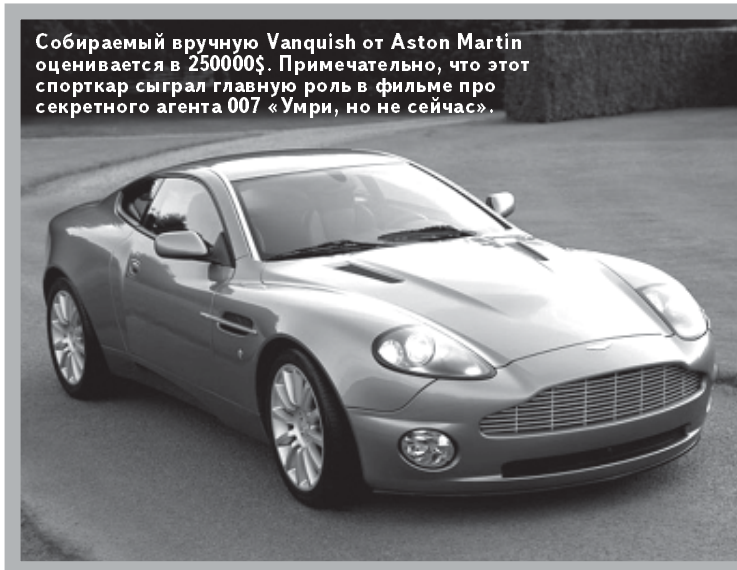 Собираемый вручную Vanquish от Aston Martin
оценивается в 250000$. Примечательно, что этот
спорткар сыграл главную роль в фильме про
секретного агента 007 «Умри, но не сейчас».